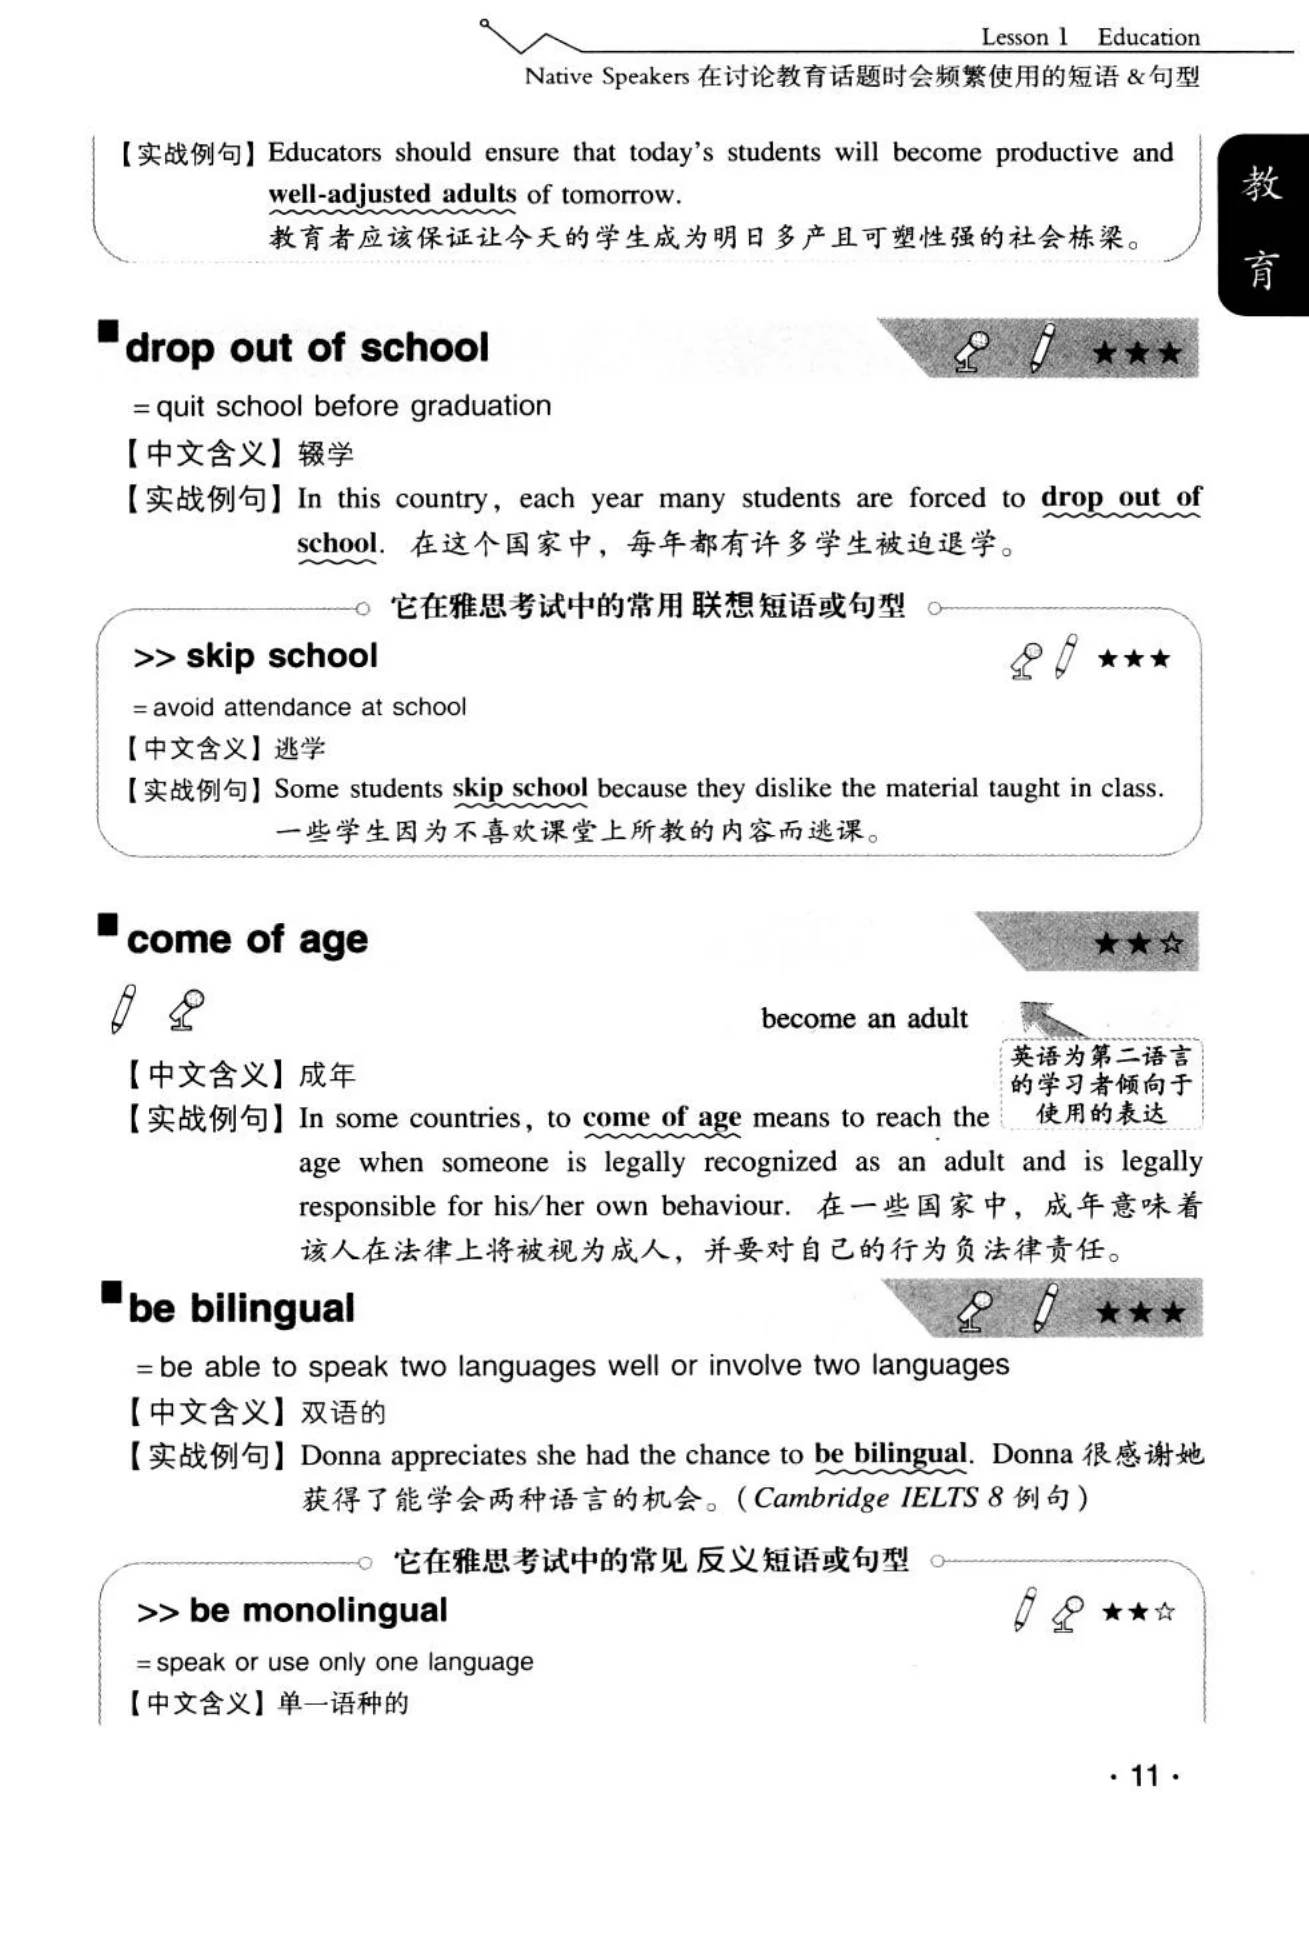 Lesson 1 Education
Native Speakers 在讨论教育话题时会频繁使用的短语 & 句型
【实战例句】Educators should ensure that today's students will become productive and
well-adjusted adults of tomorrow.
教育者应该保证让今天的学生成为明日多产且可塑性强的社会栋梁。
教
育
drop out of school ★★★
= quit school before graduation
【中文含义】辍学
【实战例句】In this country, each year many students are forced to drop out of
school. 在这个国家中，每年都有许多学生被迫退学。
它在雅思考试中的常用联想短语或句型
>> skip school ★★★
= avoid attendance at school
【中文含义】逃学
【实战例句】Some students skip school because they dislike the material taught in class.
一些学生因为不喜欢课堂上所教的内容而逃课。
come of age ★★☆
become an adult
英语为第二语言
的学习者倾向于
使用的表达
【中文含义】成年
【实战例句】In some countries, to come of age means to reach the
age when someone is legally recognized as an adult and is legally
responsible for his/her own behaviour. 在一些国家中，成年意味着
该人在法律上将被视为成人，并要对自己的行为负法律责任。
be bilingual ★★★
= be able to speak two languages well or involve two languages
【中文含义】双语的
【实战例句】Donna appreciates she had the chance to be bilingual. Donna 很感谢她
获得了能学会两种语言的机会。(Cambridge IELTS 8 例句)
它在雅思考试中的常见反义短语或句型
>> be monolingual ★★☆
= speak or use only one language
【中文含义】单一语种的
· 11 ·